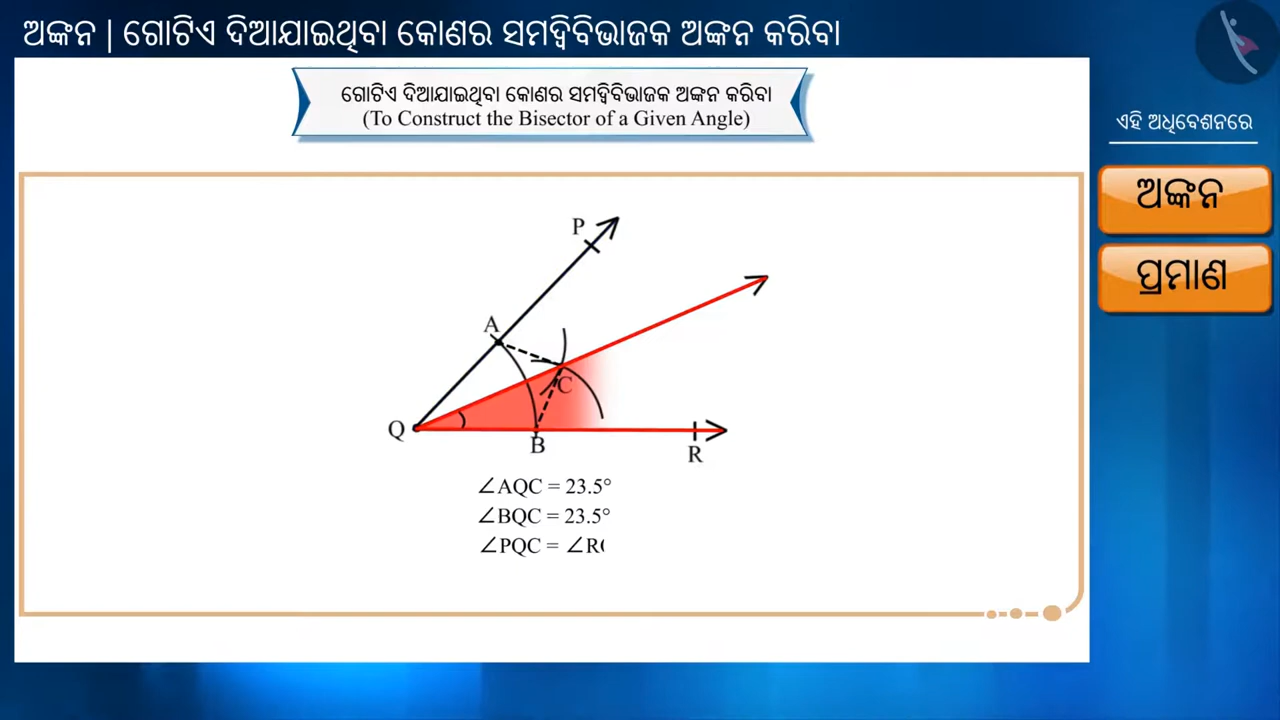 ଅଙ୍କନ | ଗୋଟିଏ ଦିଆଯାଇଥିବା କୋଣର ସମଦ୍ୱିବିଭାଜକ ଅଙ୍କନ କରିବା
ଗୋଟିଏ ଦିଆଯାଇଥିବା କୋଣର ସମଦ୍ୱିବିଭାଜକ ଅଙ୍କନ କରିବା
(To Construct the Bisector of a Given Angle)
ଏହି ଅଧିବେଶନରେ
ଅଙ୍କନ
ପ୍ରମାଣ
P
A
C
Q
B
R
∠AQC = 23.5°
∠BQC = 23.5°
∠PQC = ∠R